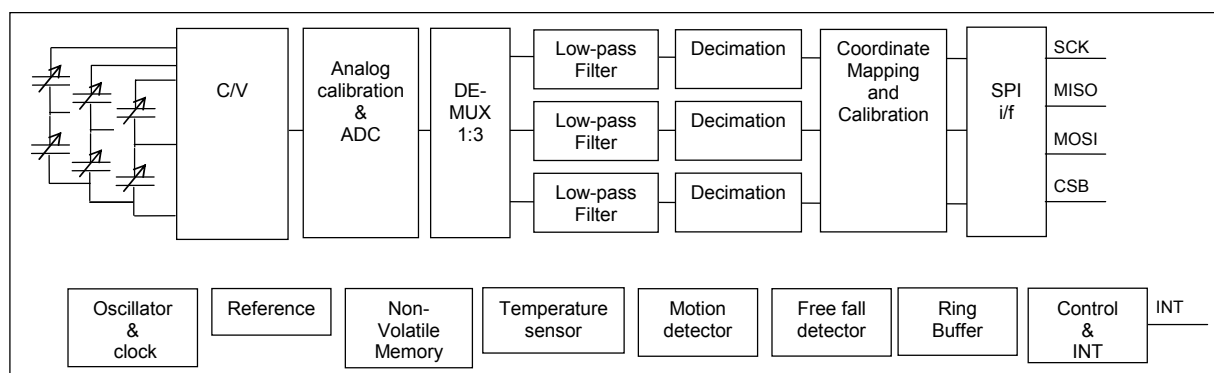 C/V
Analog
calibration
&
ADC
DE-
MUX
1:3
Low-pass
Filter
Decimation
Low-pass
Filter
Decimation
Low-pass
Filter
Decimation
Coordinate
Mapping
and
Calibration
SPI
i/f
SCK
MISO
MOSI
CSB
Oscillator
&
clock
Reference
Non-
Volatile
Memory
Temperature
sensor
Motion
detector
Free fall
detector
Ring
Buffer
Control
&
INT
INT